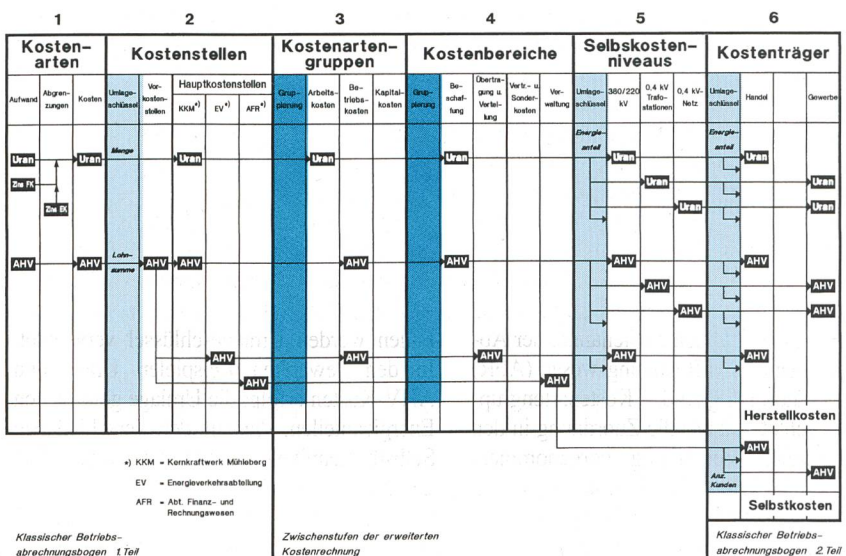 1 2 3 4 5 6
Kosten-
arten
Kostenstellen
Kostenarten-
gruppen
Kostenbereiche
Selbskosten-
niveaus
Kostenträger
Aufwand
Abgren-
zungen
Kosten
Umlage-
schlüssel
Vor-
kosten-
stellen
Hauptkostenstellen
KKM*)
EV*)
AFR*)
Grup-
pierung
Arbeits-
kosten
Be-
triebs-
kosten
Kapital-
kosten
Grup-
pierung
Be-
schaf-
fung
Übertra-
gung u.
Vertei-
lung
Vertr.- u.
Sonder-
kosten
Ver-
waltung
Umlage-
schlüssel
380/220
kV
0,4 kV
Trafo-
stationen
0,4 kV-
Netz
Umlage-
schlüssel
Handel
Gewerbe
Menge
Energie-
anteil
Energie-
anteil
Uran Uran Uran Uran Uran Uran Uran
Zins FK
Uran Uran
Zins EK
Uran Uran
Lohn-
summe
AHV AHV AHV AHV AHV AHV AHV AHV
AHV AHV
AHV AHV
AHV AHV AHV AHV AHV
AHV AHV
Herstellkosten
AHV
Anz.
Kunden
AHV
Selbstkosten
*) KKM = Kernkraftwerk Mühleberg
EV = Energieverkehrsabteilung
AFR = Abt. Finanz- und
Rechnungswesen
Klassischer Betriebs-
abrechnungsbogen 1. Teil
Zwischenstufen der erweiterten
Kostenrechnung
Klassischer Betriebs-
abrechnungsbogen 2. Teil